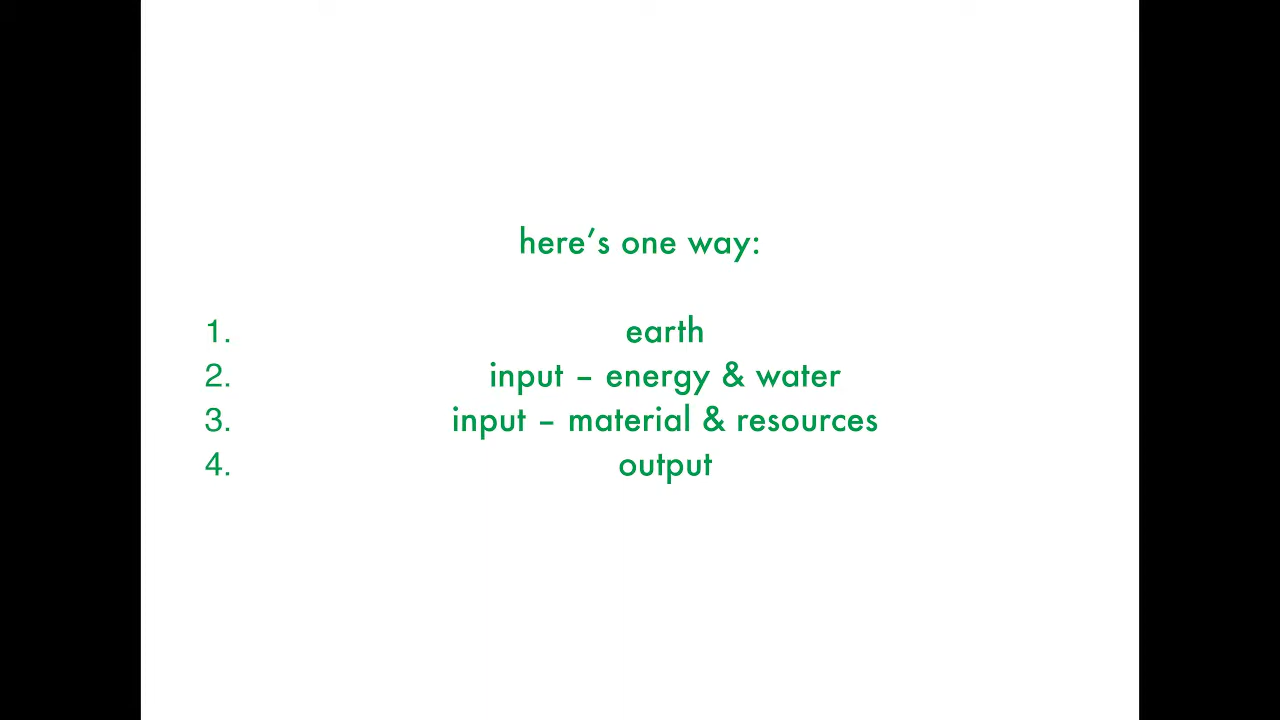 here’s one way:
1. earth
2. input – energy & water
3. input – material & resources
4. output